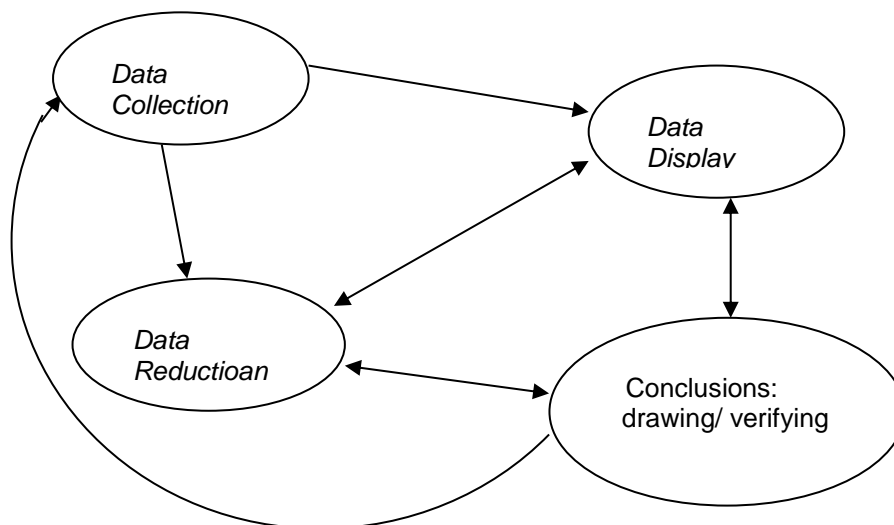 Data
Collection
Data
Display
Data
Reductioan
Conclusions:
drawing/ verifying